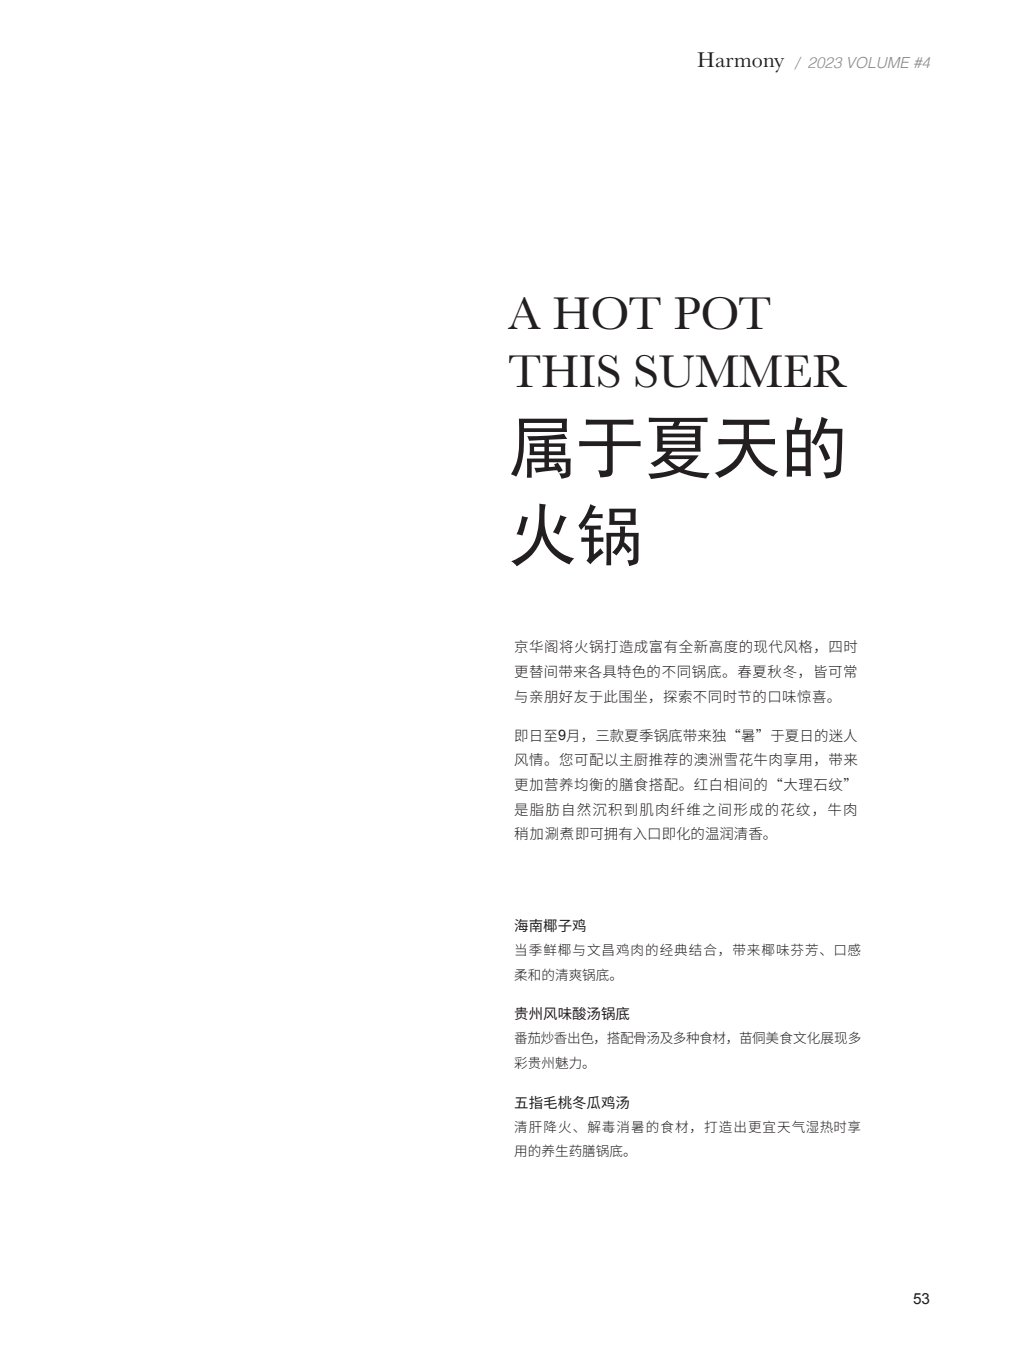 Harmony / 2023 VOLUME #4
A HOT POT
THIS SUMMER
属于夏天的
火锅
京华阁将火锅打造成富有全新高度的现代风格，四时
更替间带来各具特色的不同锅底。春夏秋冬，皆可常
与亲朋好友于此围坐，探索不同时节的口味惊喜。
即日至9月，三款夏季锅底带来独“暑”于夏日的迷人
风情。您可配以主厨推荐的澳洲雪花牛肉享用，带来
更加营养均衡的膳食搭配。红白相间的“大理石纹”
是脂肪自然沉积到肌肉纤维之间形成的花纹，牛肉
稍加涮煮即可拥有入口即化的温润清香。
海南椰子鸡
当季鲜椰与文昌鸡肉的经典结合，带来椰味芬芳、口感
柔和的清爽锅底。
贵州风味酸汤锅底
番茄炒香出色，搭配骨汤及多种食材，苗侗美食文化展现多
彩贵州魅力。
五指毛桃冬瓜鸡汤
清肝降火、解毒消暑的食材，打造出更宜天气湿热时享
用的养生药膳锅底。
53